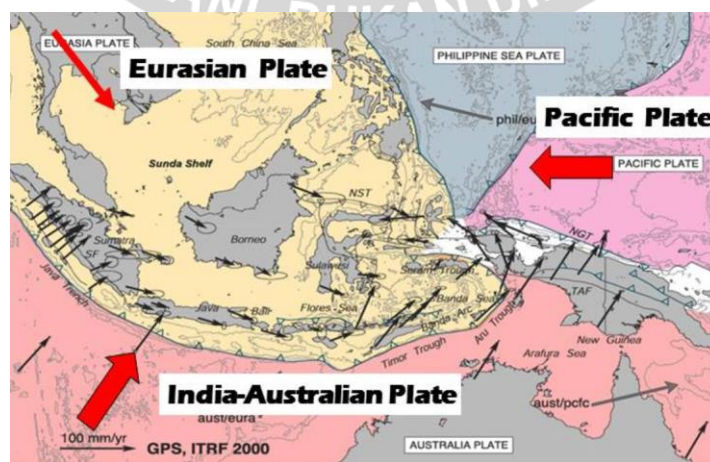 EURASIA PLATE
South China Sea
PHILIPPINE SEA PLATE
Eurasian Plate
phil/eu
Pacific Plate
PACIFIC PLATE
Sunda Shelf
NST
Borneo
Sumatra
SF
Sulawesi
Seram Trough
NGT
Java Trench
Java
Bali
Flores Sea
Banda Sea
Banda Arc
TAF
Timor Trough
Aru Trough
New Guinea
Arafura Sea
India-Australian Plate
aust/eura
aust/pcfc
100 mm/yr
GPS, ITRF 2000
AUSTRALIA PLATE